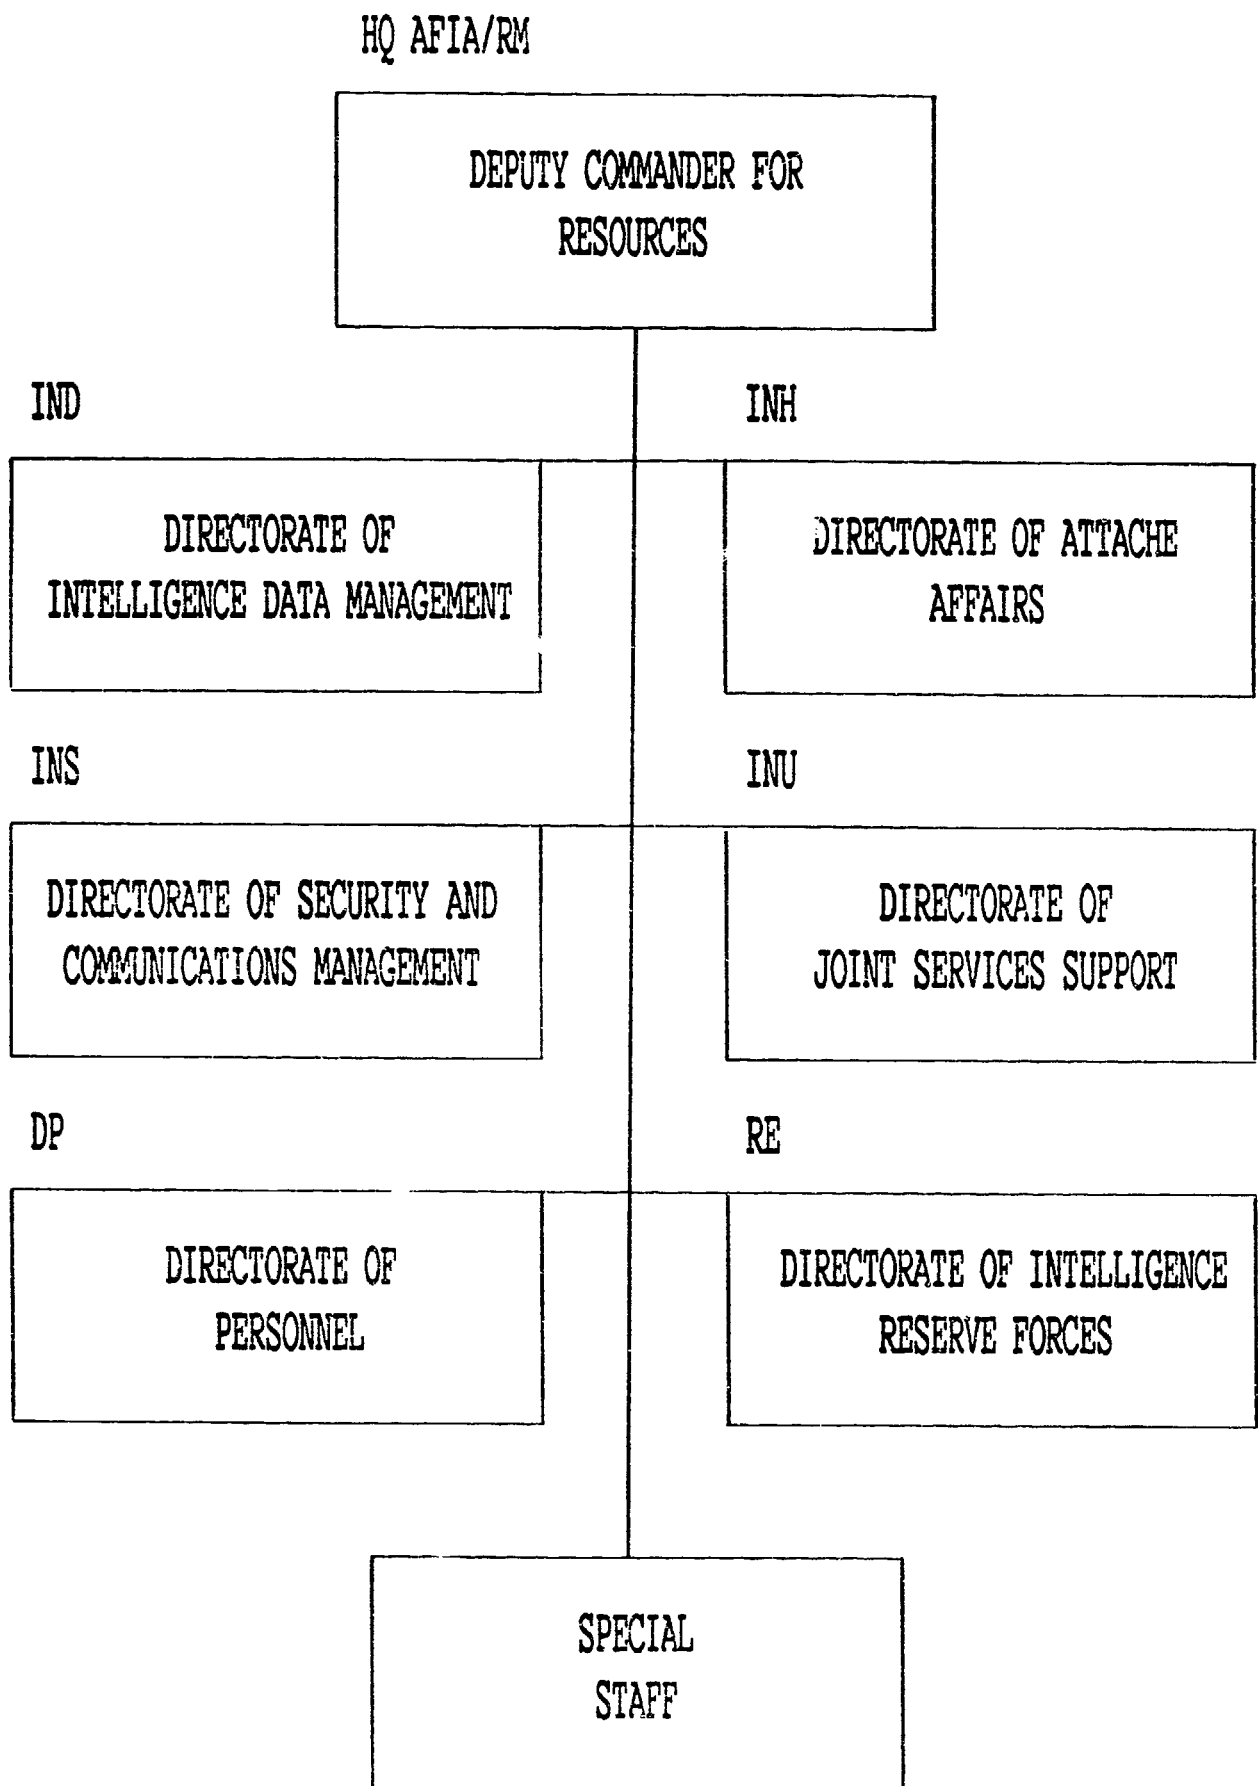 HQ AFIA/RM
DEPUTY COMMANDER FOR
RESOURCES
IND
DIRECTORATE OF
INTELLIGENCE DATA MANAGEMENT
INH
DIRECTORATE OF ATTACHE
AFFAIRS
INS
DIRECTORATE OF SECURITY AND
COMMUNICATIONS MANAGEMENT
INU
DIRECTORATE OF
JOINT SERVICES SUPPORT
DP
DIRECTORATE OF
PERSONNEL
RE
DIRECTORATE OF INTELLIGENCE
RESERVE FORCES
SPECIAL
STAFF